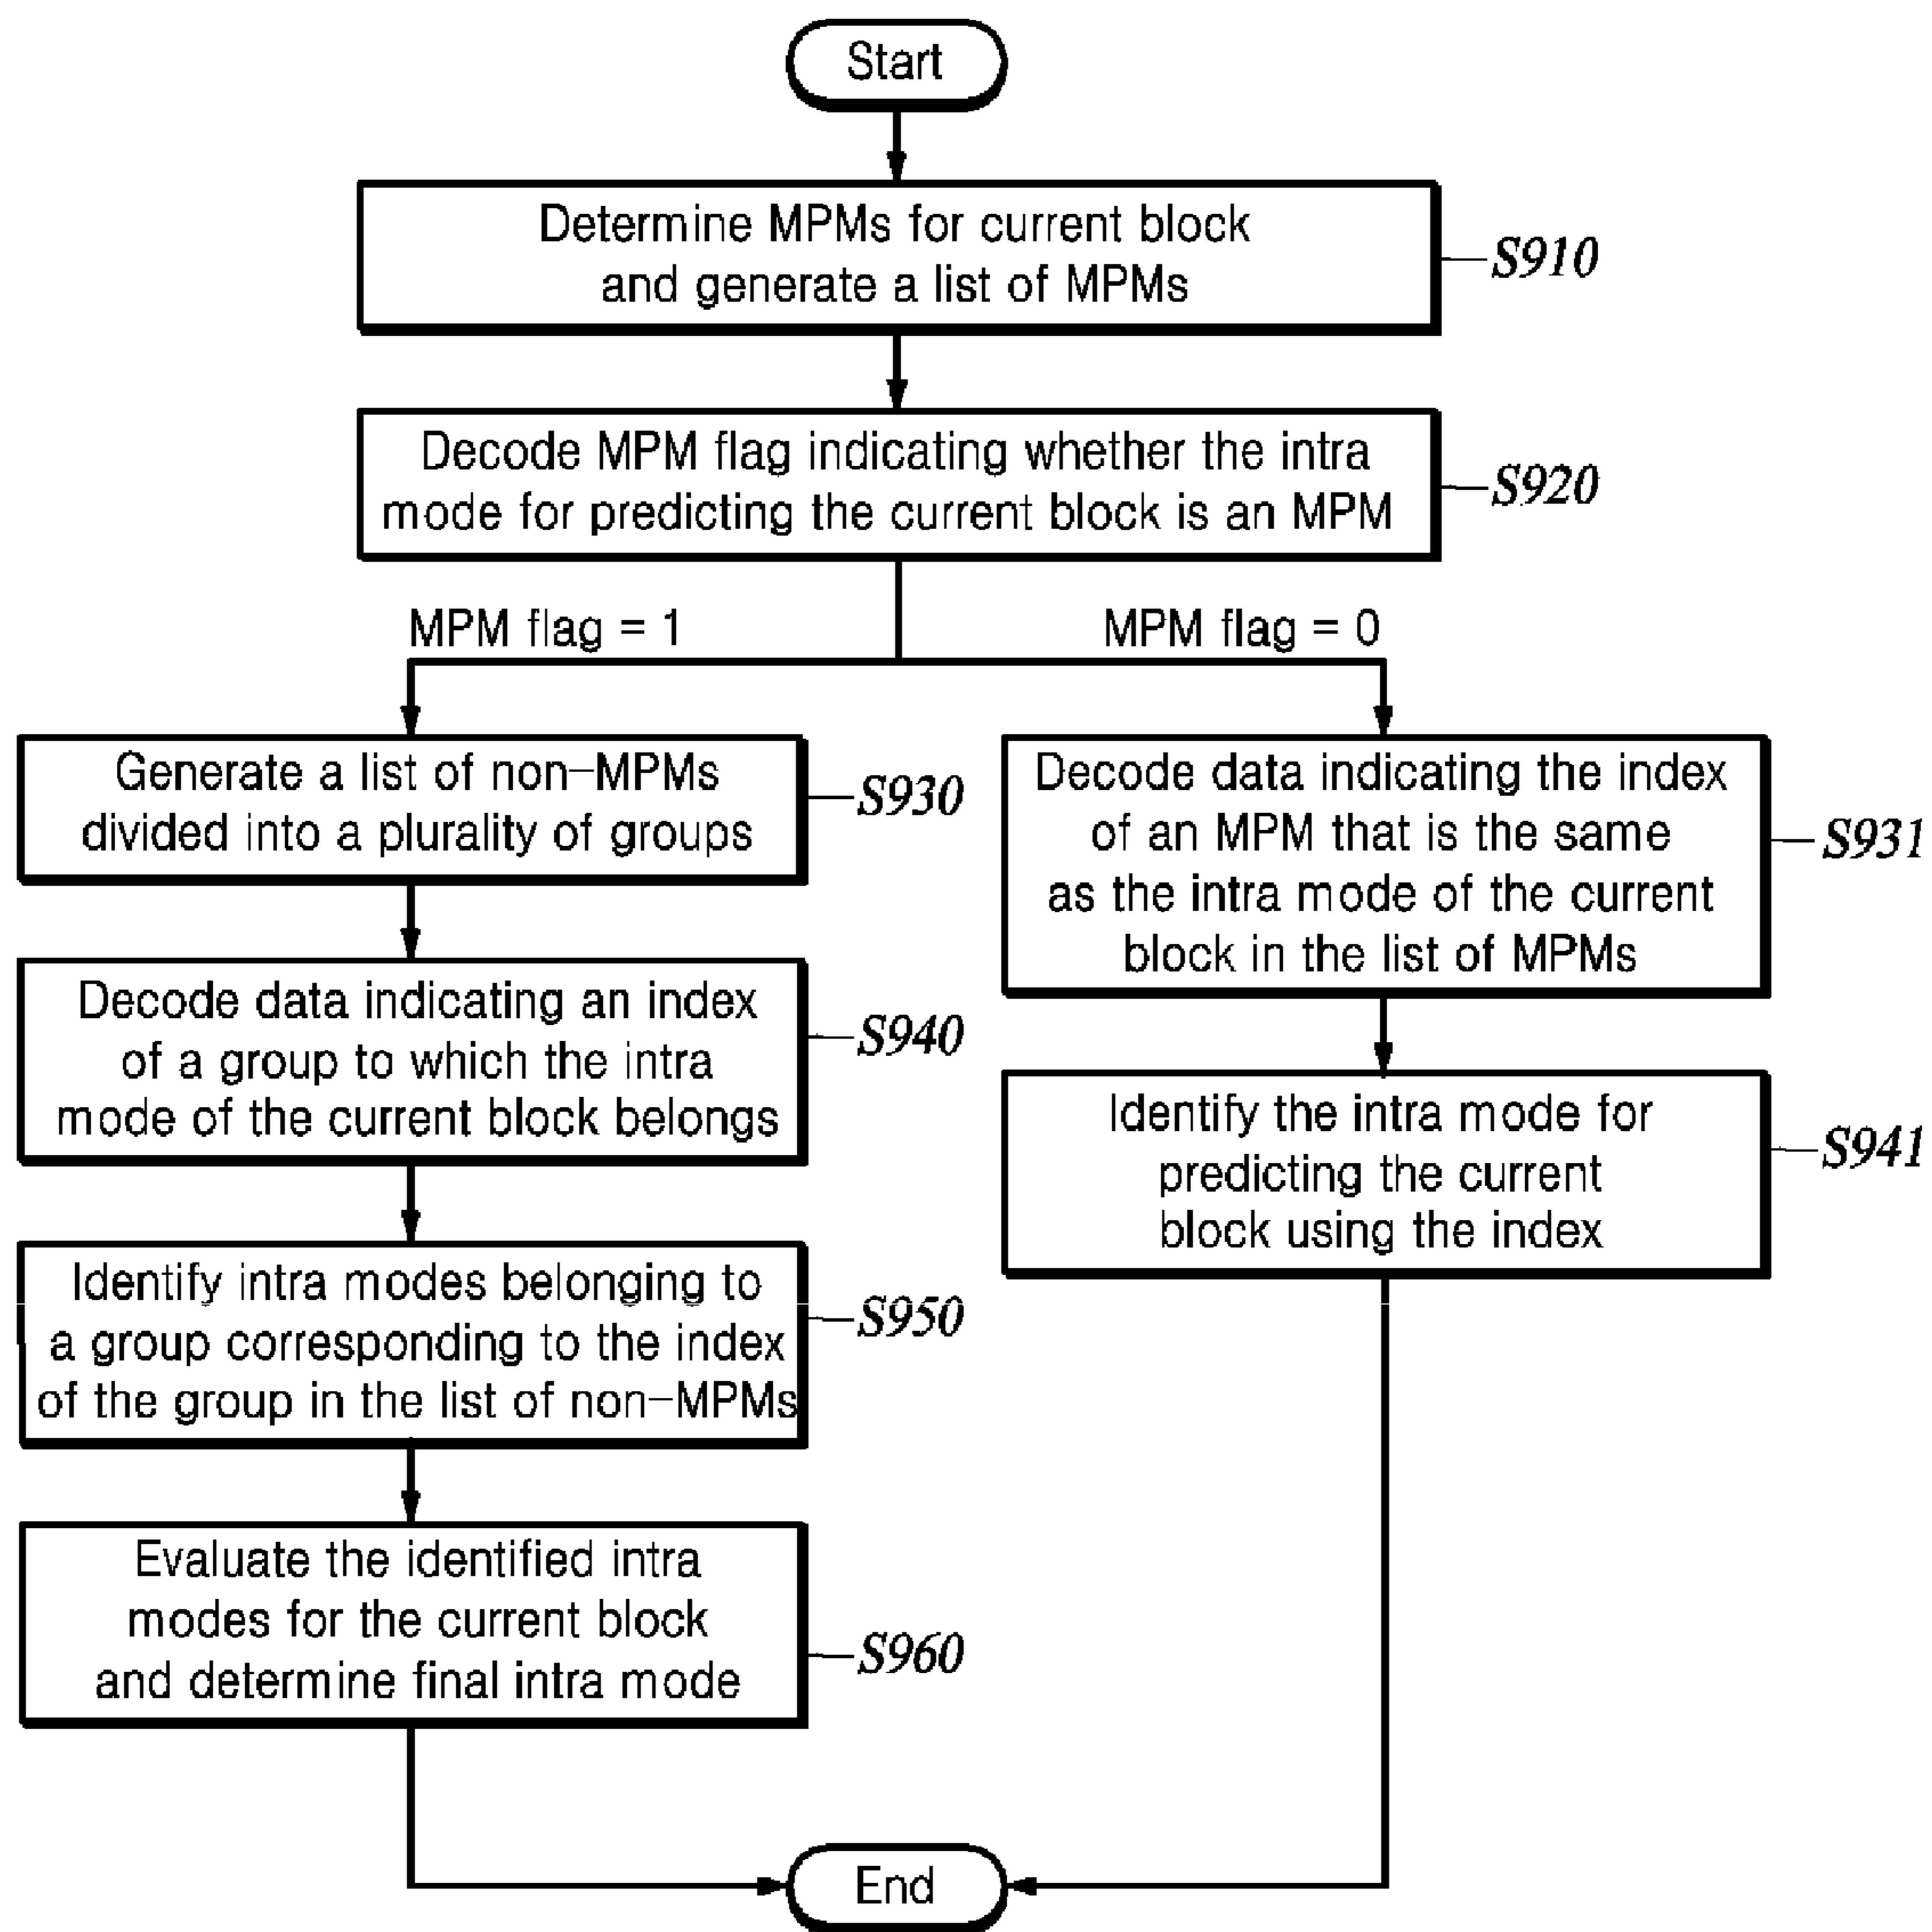 Start
Determine MPMs for current block
and generate a list of MPMs
S910
Decode MPM flag indicating whether the intra
mode for predicting the current block is an MPM
S920
MPM flag = 1
MPM flag = 0
Generate a list of non-MPMs
divided into a plurality of groups
S930
Decode data indicating the index
of an MPM that is the same
as the intra mode of the current
block in the list of MPMs
S931
Decode data indicating an index
of a group to which the intra
mode of the current block belongs
S940
Identify the intra mode for
predicting the current
block using the index
S941
Identify intra modes belonging to
a group corresponding to the index
of the group in the list of non-MPMs
S950
Evaluate the identified intra
modes for the current block
and determine final intra mode
S960
End